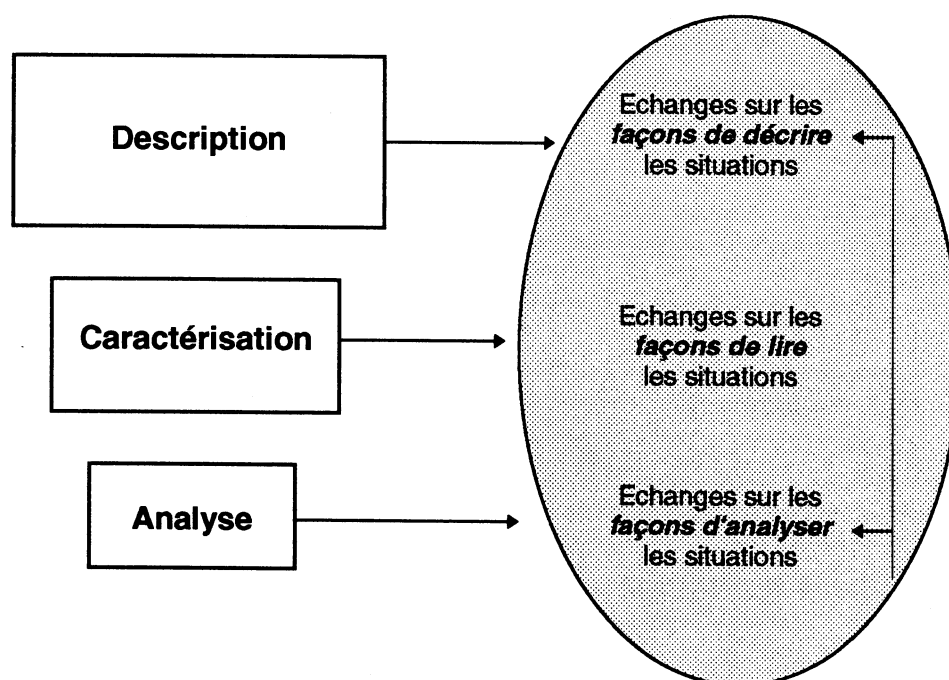 Description
Echanges sur les
façons de décrire
les situations
Caractérisation
Echanges sur les
façons de lire
les situations
Analyse
Echanges sur les
façons d'analyser
les situations